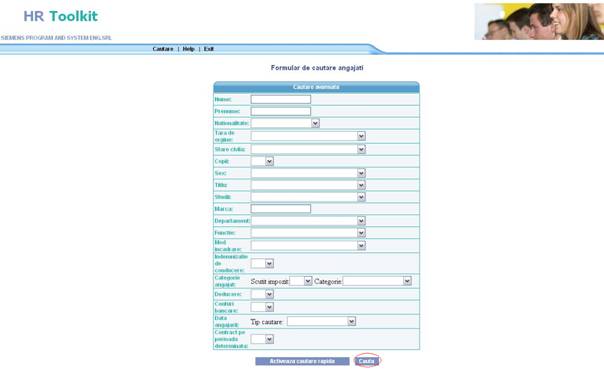 HR Toolkit
SIEMENS PROGRAM AND SYSTEM ENG.SRL
Cautare | Help | Exit
Formular de cautare angajati
Cautare avansata
Nume:
Prenume:
Nationalitate:
Tara de
origine:
Stare civila:
Copii:
Sex:
Titlu:
Studii:
Marca:
Departament:
Functie:
Mod
incadrare:
Indemnizatie
de
conducere:
Categorie
angajat: Scutit impozit: Categorie:
Deducere:
Conturi
bancare:
Data
angajarii: Tip cautare:
Contract pe
perioada
determinata:
Activeaza cautare rapida Cauta